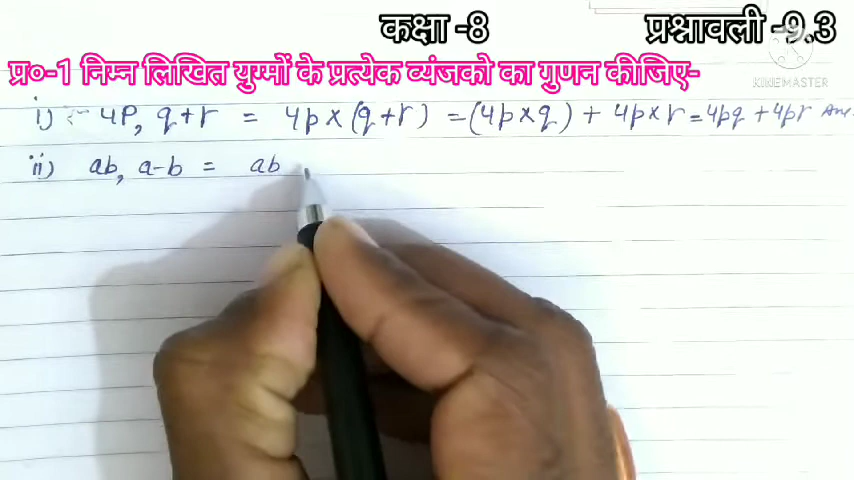 कक्षा -8 प्रश्नावली -9.3
KINEMASTER
प्र०-1 निम्न लिखित युग्मों के प्रत्येक व्यंजको का गुणन कीजिए-
i) :- 4P, q+r = 4p×(q+r) = (4p×q) + 4p×r = 4pq + 4pr Ans.
ii) ab, a-b = ab